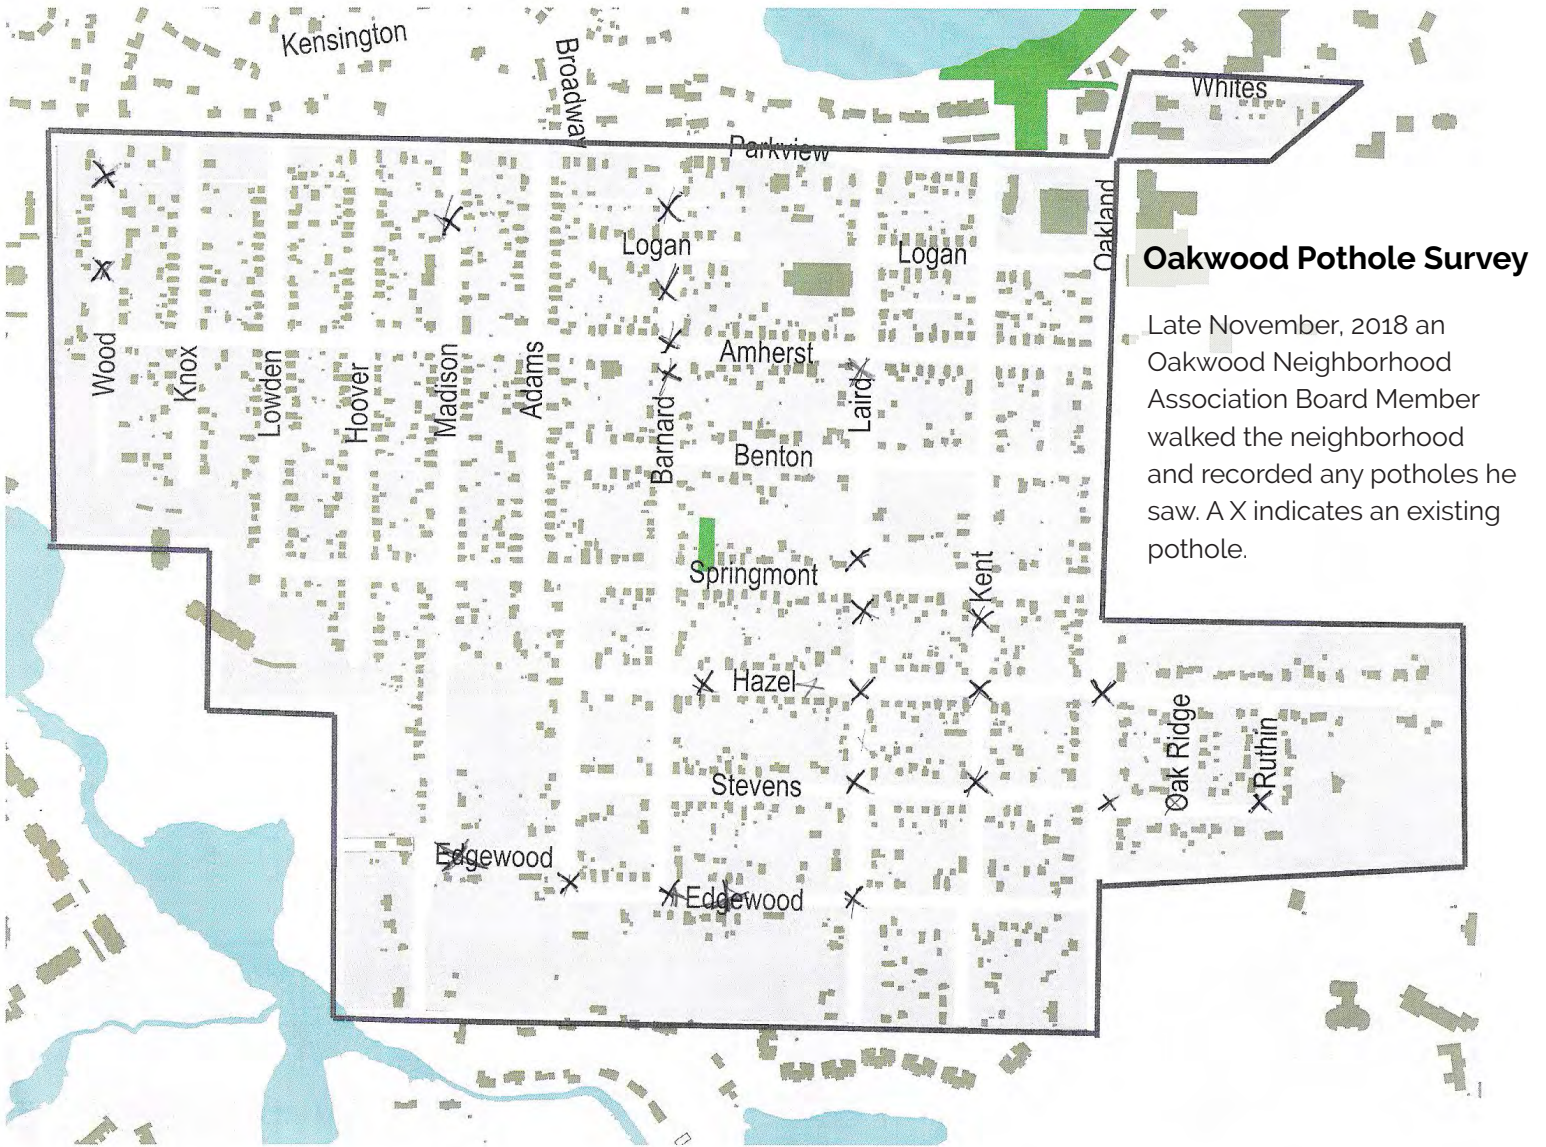 Kensington
Broadway
Whites
Parkview
Oakland
Logan
Logan
Oakwood Pothole Survey
Late November, 2018 an
Oakwood Neighborhood
Association Board Member
walked the neighborhood
and recorded any potholes he
saw. A X indicates an existing
pothole.
Wood
Knox
Lowden
Hoover
Madison
Adams
Barnard
Amherst
Laird
Benton
Springmont
Kent
Hazel
Oak Ridge
Ruthin
Stevens
Edgewood
Edgewood